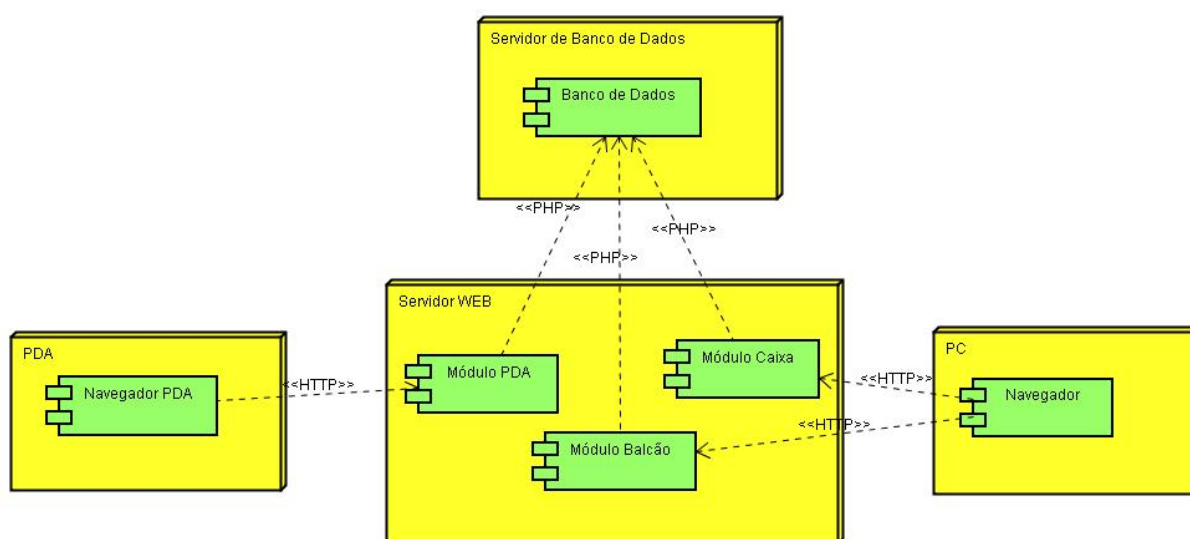 Servidor de Banco de Dados
Banco de Dados
<<PHP>>
<<PHP>>
<<PHP>>
Servidor WEB
PDA
Navegador PDA
<<HTTP>>
Módulo PDA
Módulo Caixa
Módulo Balcão
<<HTTP>>
<<HTTP>>
PC
Navegador